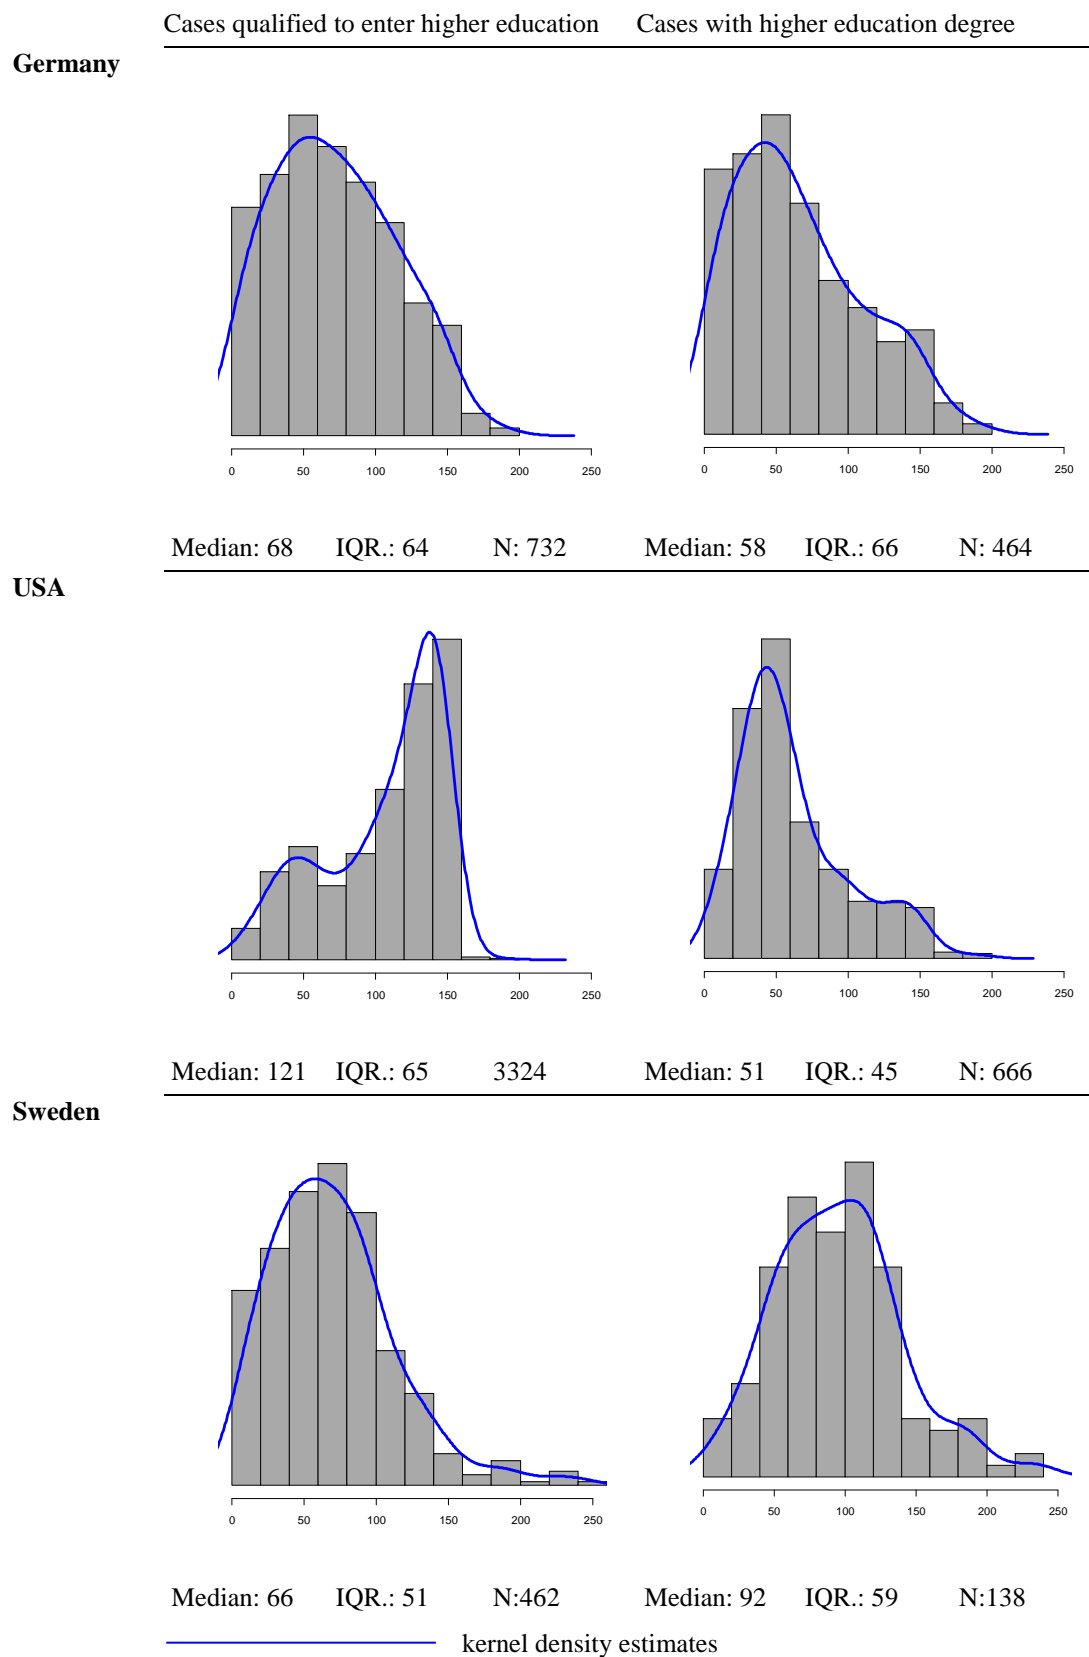 Cases qualified to enter higher education Cases with higher education degree
Germany
0 50 100 150 200 250 0 50 100 150 200 250
Median: 68 IQR.: 64 N: 732 Median: 58 IQR.: 66 N: 464
USA
0 50 100 150 200 250 0 50 100 150 200 250
Median: 121 IQR.: 65 3324 Median: 51 IQR.: 45 N: 666
Sweden
0 50 100 150 200 250 0 50 100 150 200 250
Median: 66 IQR.: 51 N:462 Median: 92 IQR.: 59 N:138
kernel density estimates